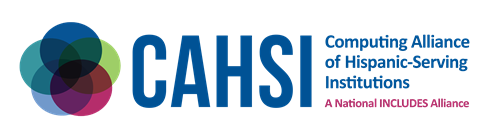 CAHSI
Computing Alliance
of Hispanic-Serving
Institutions
A National INCLUDES Alliance